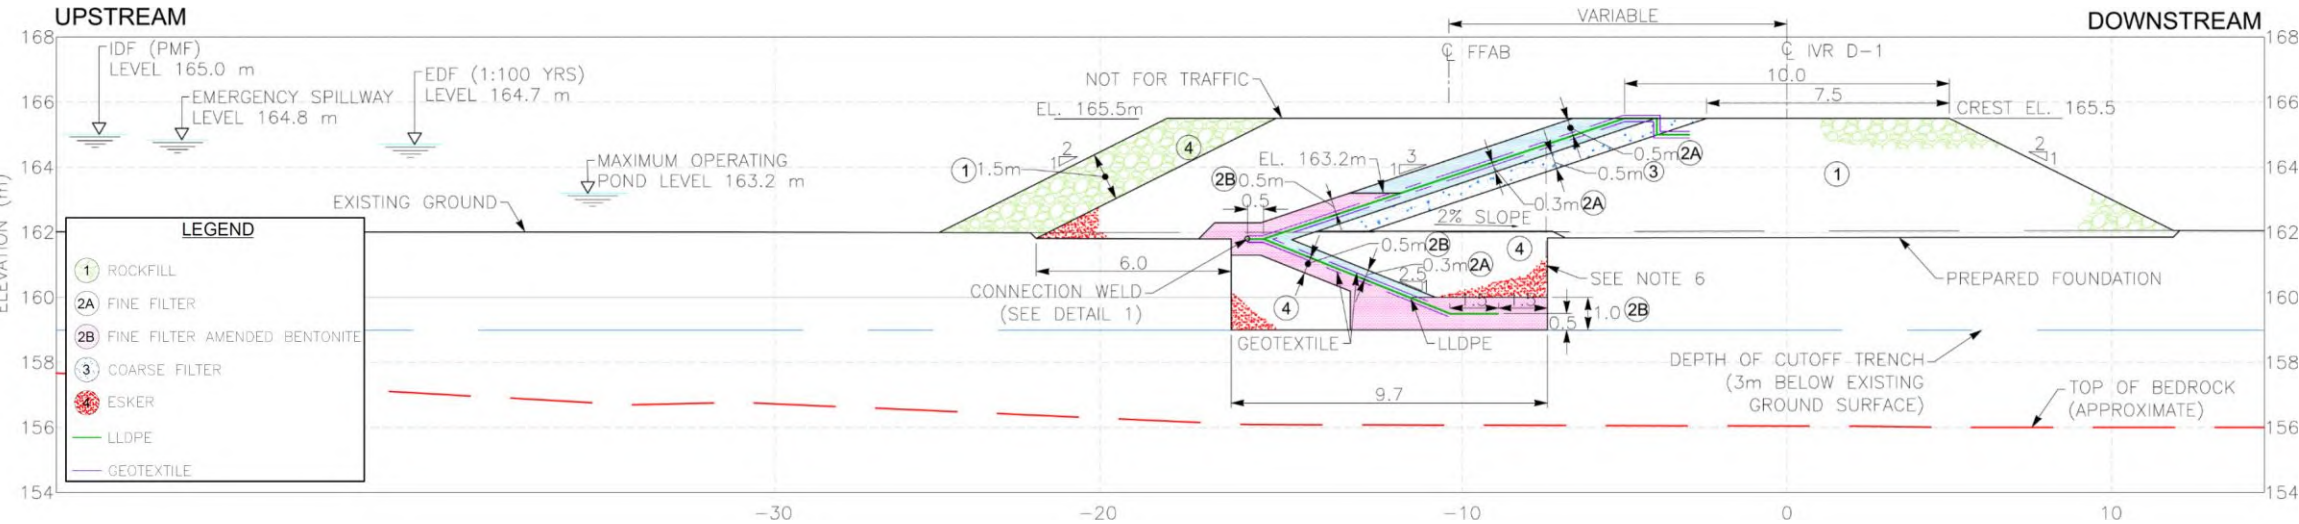 UPSTREAM
DOWNSTREAM
VARIABLE
168
168
IDF (PMF)
LEVEL 165.0 m
EDF (1:100 YRS)
LEVEL 164.7 m
EMERGENCY SPILLWAY
LEVEL 164.8 m
MAXIMUM OPERATING
POND LEVEL 163.2 m
EXISTING GROUND
NOT FOR TRAFFIC
EL. 165.5m
℄ FFAB
℄ IVR D-1
10.0
7.5
CREST EL. 165.5
166
166
164
164
162
162
160
160
158
158
156
156
154
154
ELEVATION (m)
2
1
1
1.5m
4
EL. 163.2m
3
1
0.5m 2A
0.5m 3
0.3m 2A
2B 0.5m
0.5
2% SLOPE
1
2
1
0.5m 2B
0.3m 2A
2.5
1
4
4
6.0
CONNECTION WELD
(SEE DETAIL 1)
GEOTEXTILE
LLDPE
1.5
1.5
0.5
1.0 2B
9.7
SEE NOTE 6
PREPARED FOUNDATION
DEPTH OF CUTOFF TRENCH
(3m BELOW EXISTING
GROUND SURFACE)
TOP OF BEDROCK
(APPROXIMATE)
LEGEND
1 ROCKFILL
2A FINE FILTER
2B FINE FILTER AMENDED BENTONITE
3 COARSE FILTER
4 ESKER
LLDPE
GEOTEXTILE
-30
-20
-10
0
10